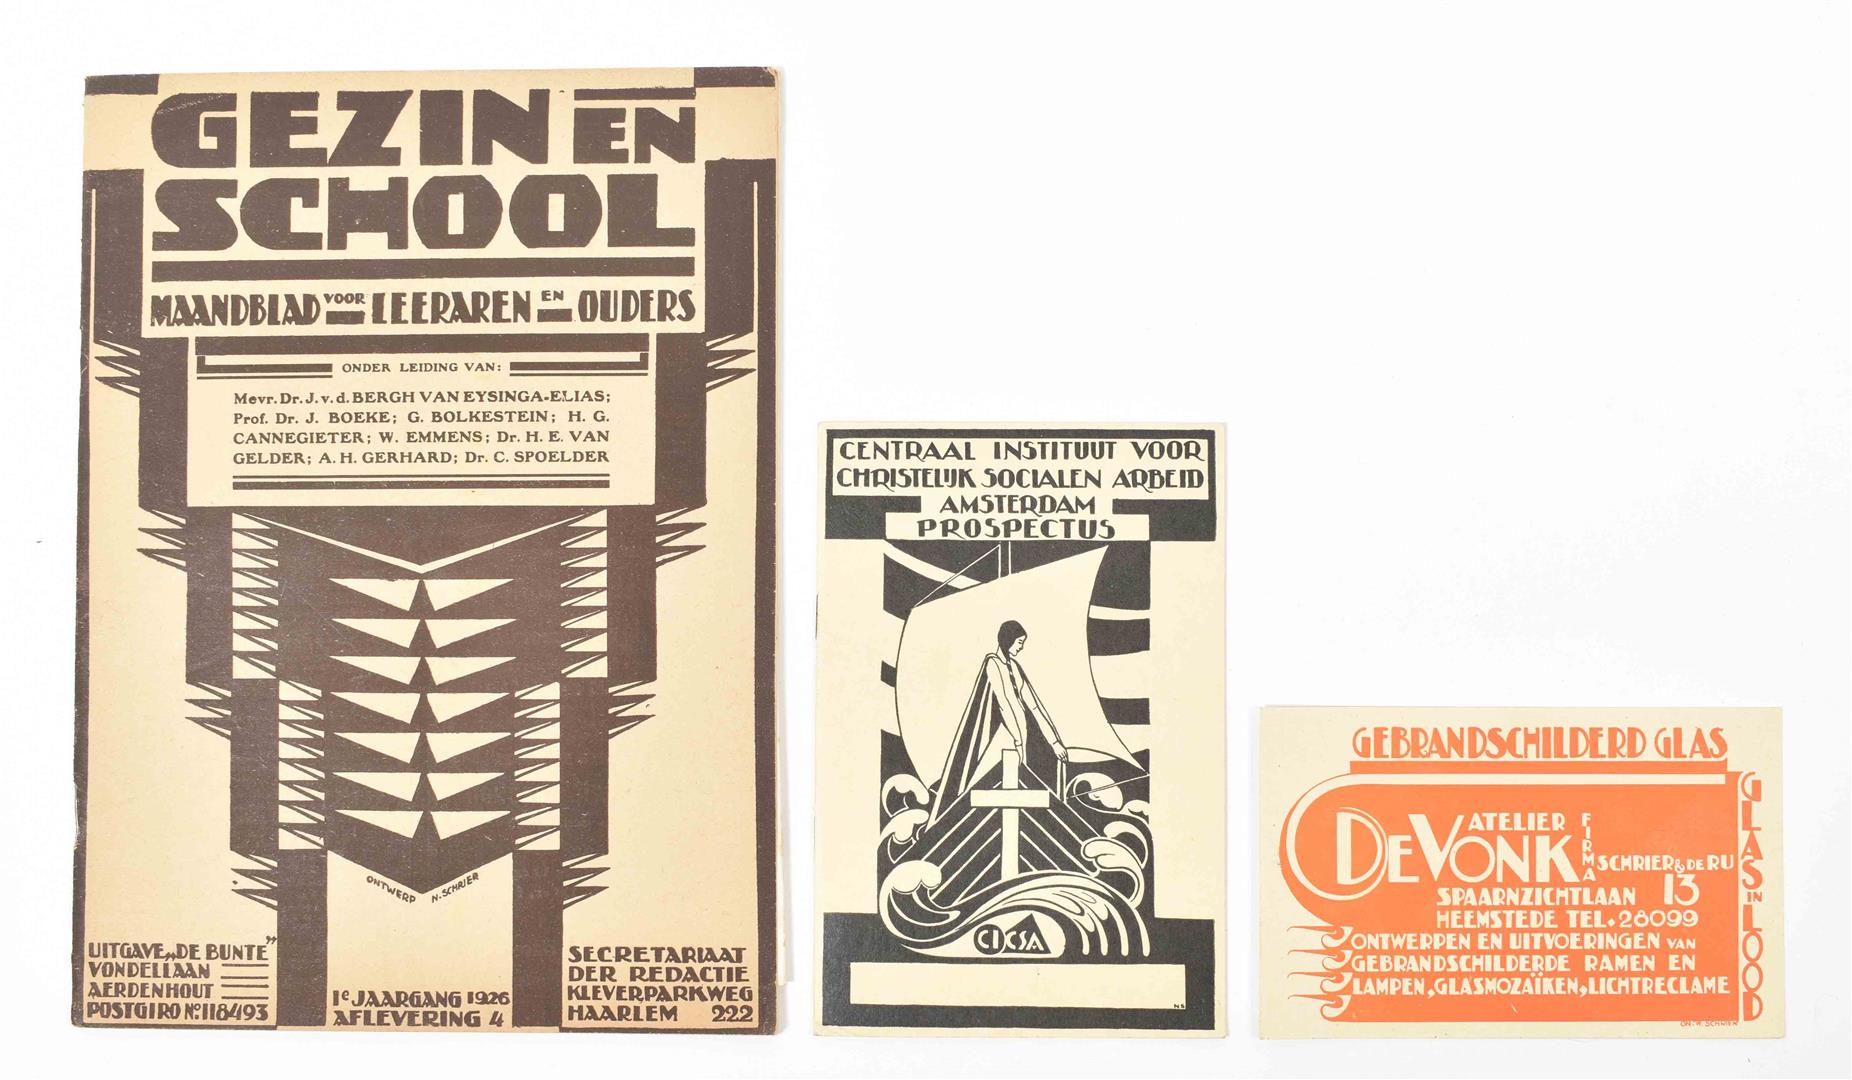 GEZIN EN
SCHOOL
MAANDBLAD VOOR LEERAREN EN OUDERS
ONDER LEIDING VAN:
Mevr. Dr. J. v. d. BERGH VAN EYSINGA-ELIAS;
Prof. Dr. J. BOEKE; G. BOLKESTEIN; H. G.
CANNEGIETER; W. EMMENS; Dr. H. E. VAN
GELDER; A. H. GERHARD; Dr. C. SPOELDER
ONTWERP N. SCHRIER
UITGAVE „DE BUNTE”
VONDELLAAN
AERDENHOUT
POSTGIRO No 118493
1e JAARGANG 1926
AFLEVERING 4
SECRETARIAAT
DER REDACTIE
KLEVERPARKWEG
HAARLEM 222
CENTRAAL INSTITUUT VOOR
CHRISTELIJK SOCIALEN ARBEID
AMSTERDAM
PROSPECTUS
CICSA
NS
GEBRANDSCHILDERD GLAS
GLAS IN LOOD
ATELIER
DE VONK
FIRMA
SCHRIER & DE RU
SPAARNZICHTLAAN 13
HEEMSTEDE TEL. 28099
ONTWERPEN EN UITVOERINGEN VAN
GEBRANDSCHILDERDE RAMEN EN
LAMPEN, GLASMOZAÏKEN, LICHTRECLAME